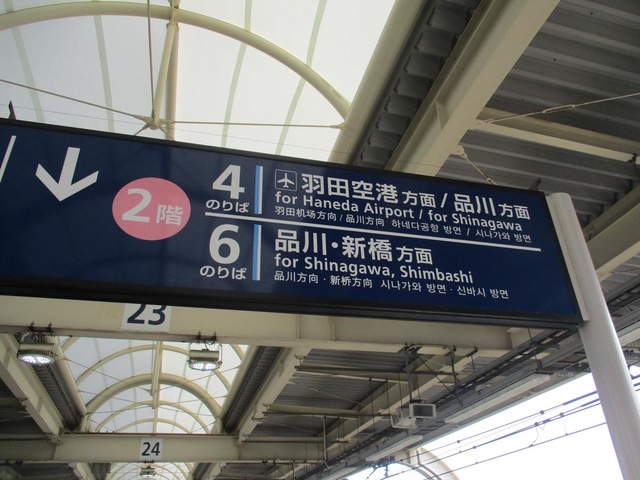 2階
4
のりば
羽田空港方面 / 品川方面
for Haneda Airport / for Shinagawa
羽田机场方向 / 品川方向 하네다공항 방면 / 시나가와 방면
6
のりば
品川・新橋方面
for Shinagawa, Shimbashi
品川方向・新桥方向 시나가와 방면・신바시 방면
23
24